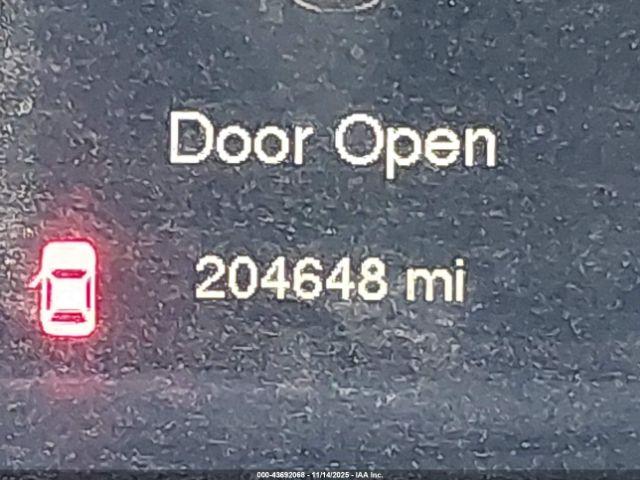 Door Open
204648 mi
000-43692068 - 11/14/2025 - IAA Inc.